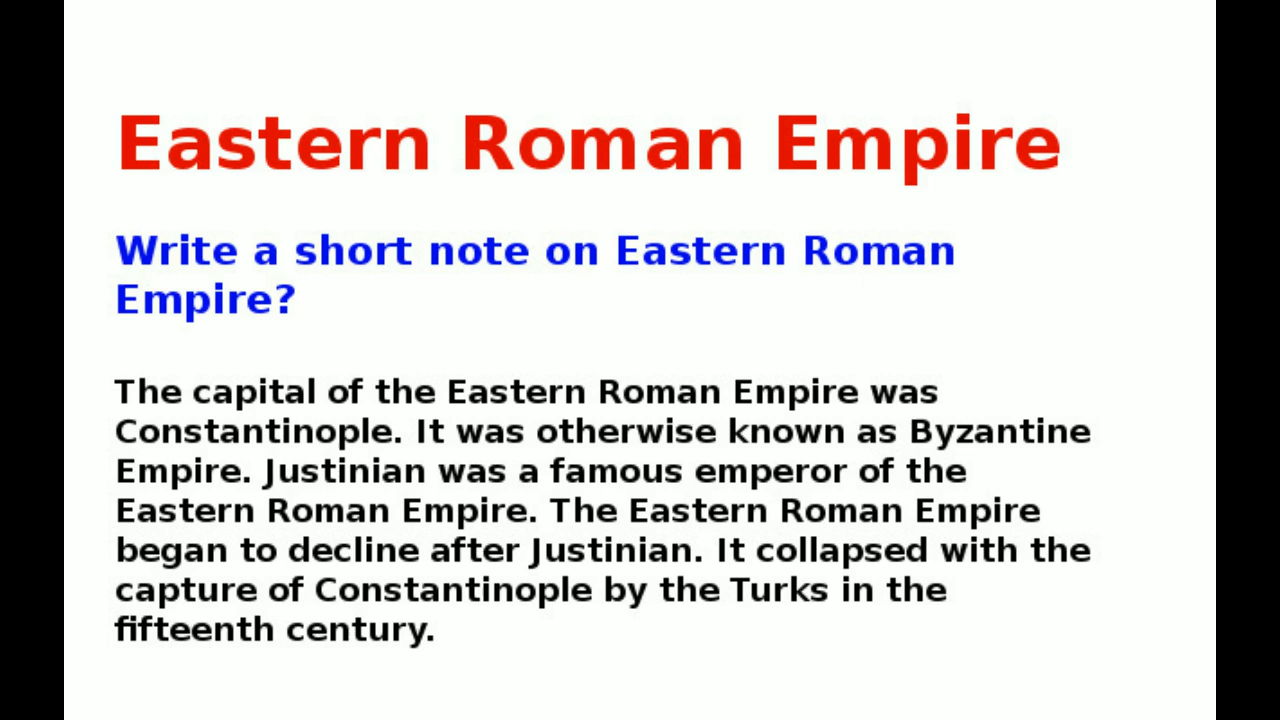 Eastern Roman Empire
Write a short note on Eastern Roman
Empire?
The capital of the Eastern Roman Empire was
Constantinople. It was otherwise known as Byzantine
Empire. Justinian was a famous emperor of the
Eastern Roman Empire. The Eastern Roman Empire
began to decline after Justinian. It collapsed with the
capture of Constantinople by the Turks in the
fifteenth century.